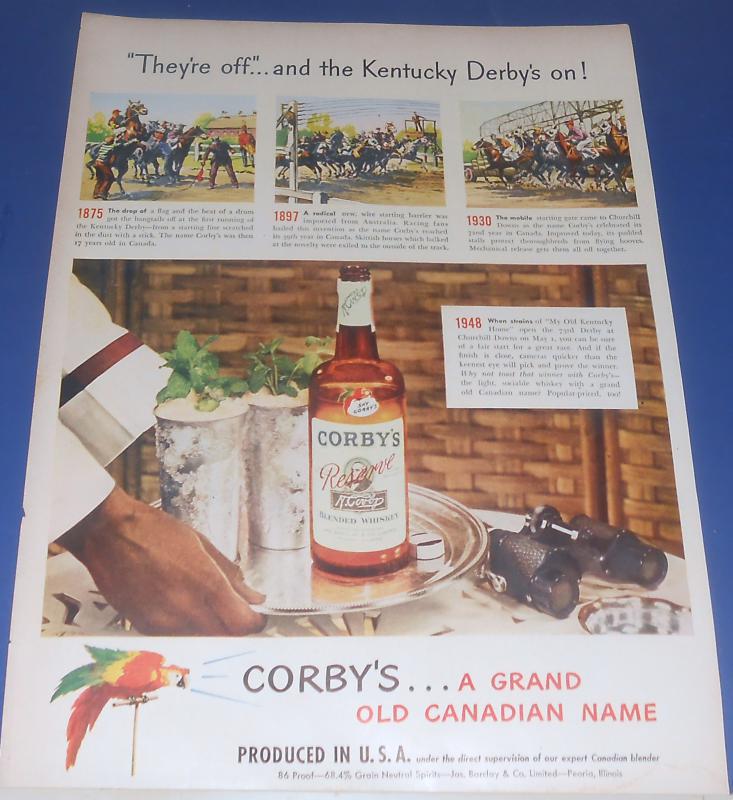 "They're off"... and the Kentucky Derby's on!
1875 The drop of a flag and the beat of a drum
got the bangtails off at the first running of
the Kentucky Derby—from a starting line scratched
in the dust with a stick. The name Corby's was then
17 years old in Canada.
1897 A radical new, wire starting barrier was
imported from Australia. Racing fans
hailed this invention as the name Corby's reached
its 39th year in Canada. Skittish horses which balked
at the novelty were exiled to the outside of the track.
1930 The mobile starting gate came to Churchill
Downs as the name Corby's celebrated its
72nd year in Canada. Improved today, its padded
stalls protect thoroughbreds from flying hooves.
Mechanical release gets them all off together.
1948 When strains of "My Old Kentucky
Home" open the 73rd Derby at
Churchill Downs on May 1, you can be sure
of a fair start for a great race. And if the
finish is close, cameras quicker than the
keenest eye will pick and prove the winner.
Why not toast that winner with Corby's—
the light, sociable whiskey with a grand
old Canadian name? Popular-priced, too!
SAY
CORBY'S
CORBY'S
Reserve
H. Corby
BLENDED WHISKEY
CORBY'S... A GRAND
OLD CANADIAN NAME
PRODUCED IN U.S.A. under the direct supervision of our expert Canadian blender
86 Proof—68.4% Grain Neutral Spirits—Jas. Barclay & Co. Limited—Peoria, Illinois